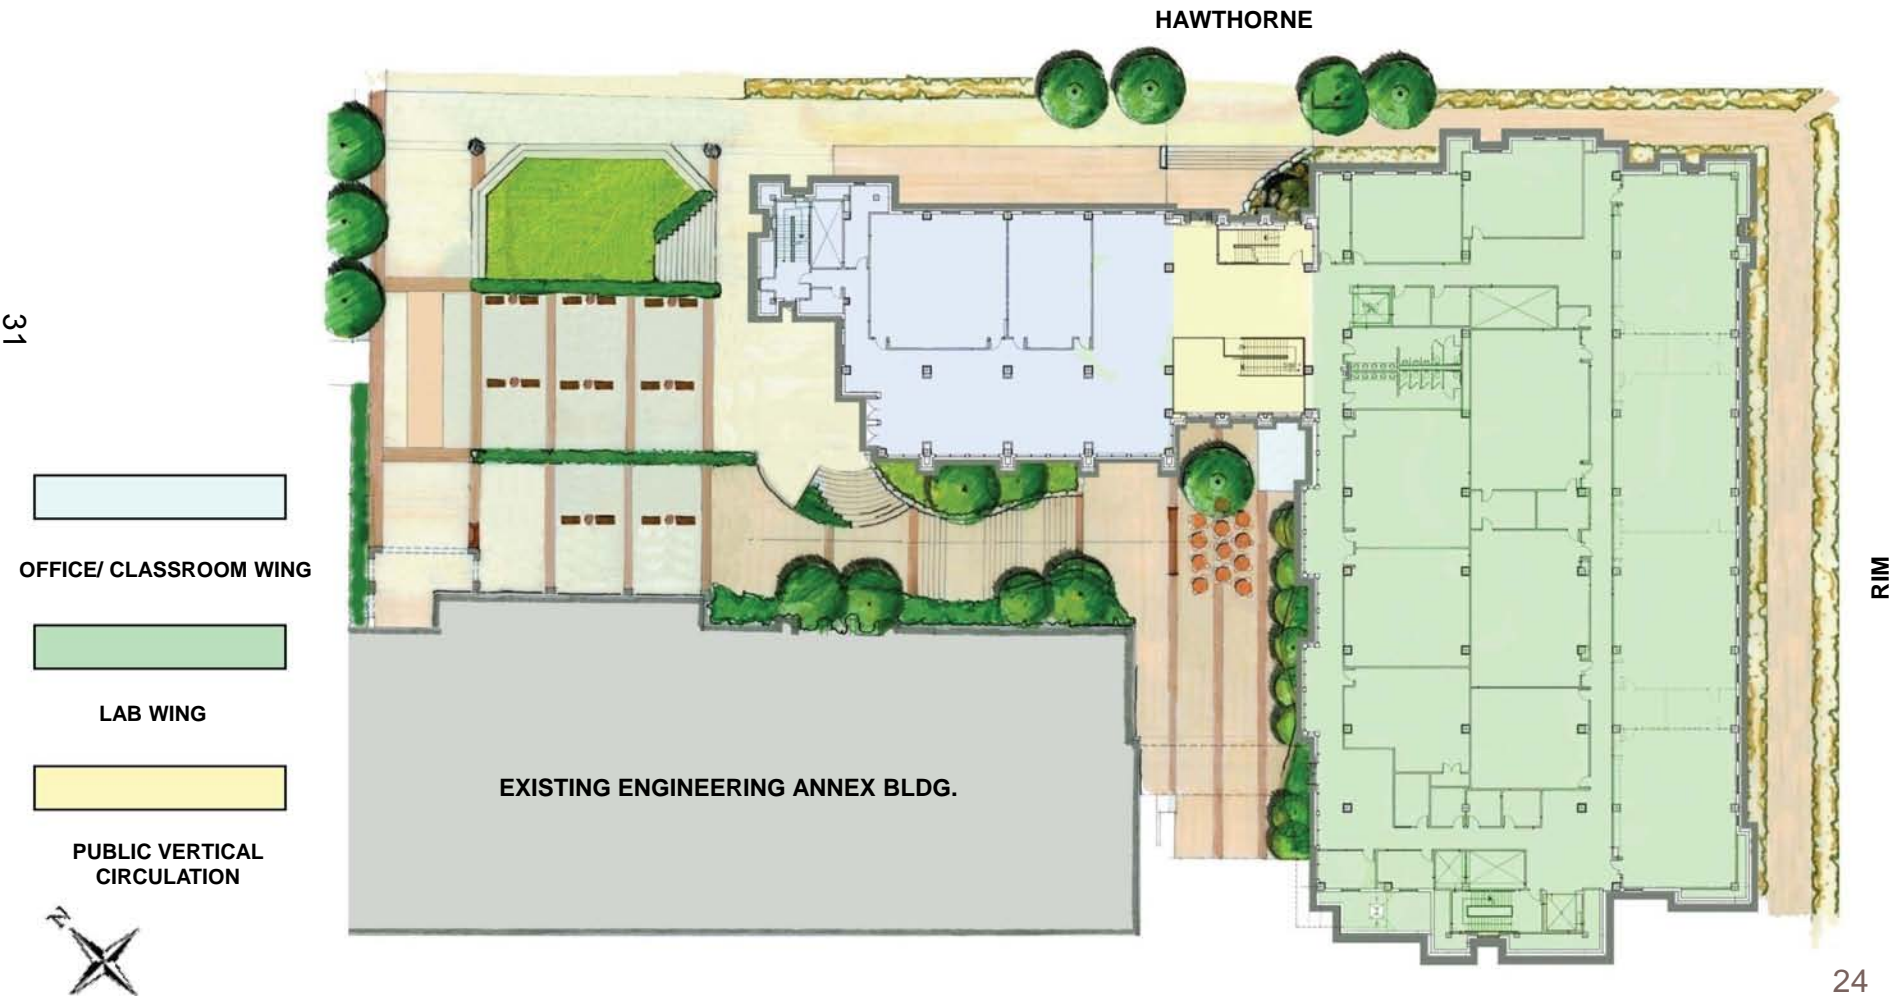 HAWTHORNE
31
RIM
OFFICE/ CLASSROOM WING
LAB WING
PUBLIC VERTICAL
CIRCULATION
EXISTING ENGINEERING ANNEX BLDG.
N
24